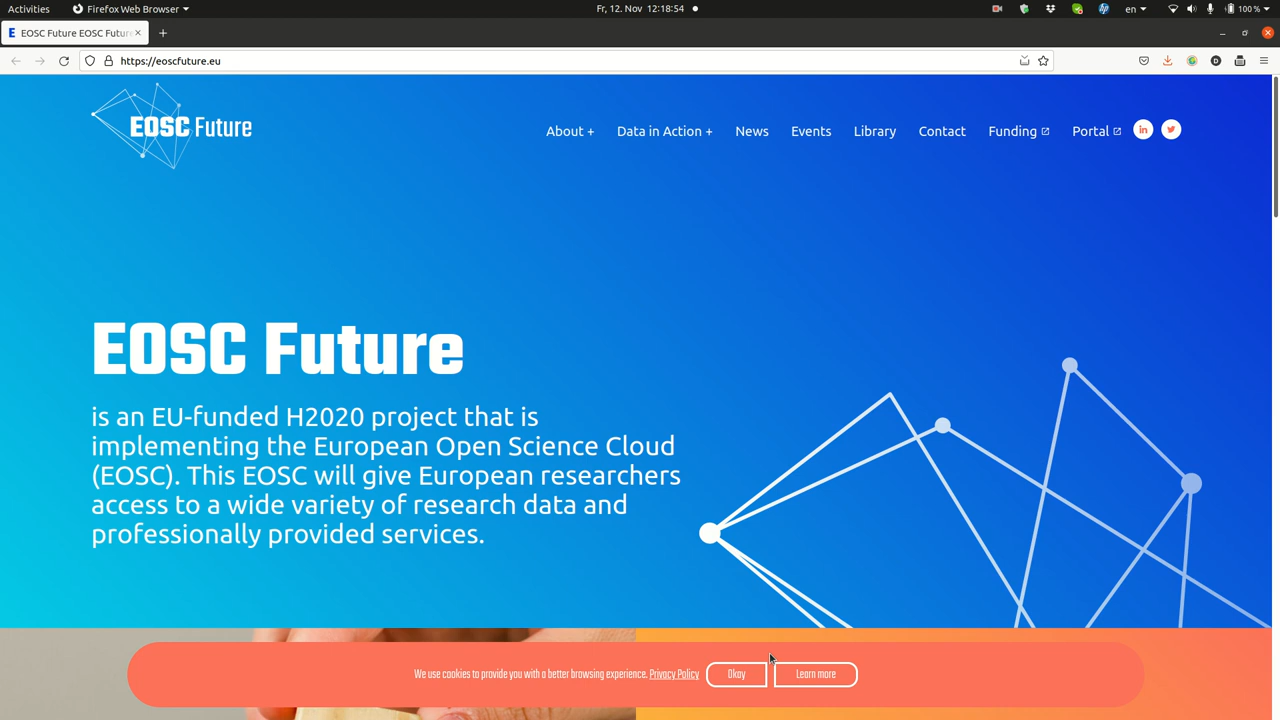 Activities Firefox Web Browser Fr, 12. Nov 12:18:54 en 100 %
E EOSC Future EOSC Futur
https://eoscfuture.eu
EOSC Future
About + Data in Action + News Events Library Contact Funding Portal in
EOSC Future
is an EU-funded H2020 project that is
implementing the European Open Science Cloud
(EOSC). This EOSC will give European researchers
access to a wide variety of research data and
professionally provided services.
We use cookies to provide you with a better browsing experience. Privacy Policy Okay Learn more